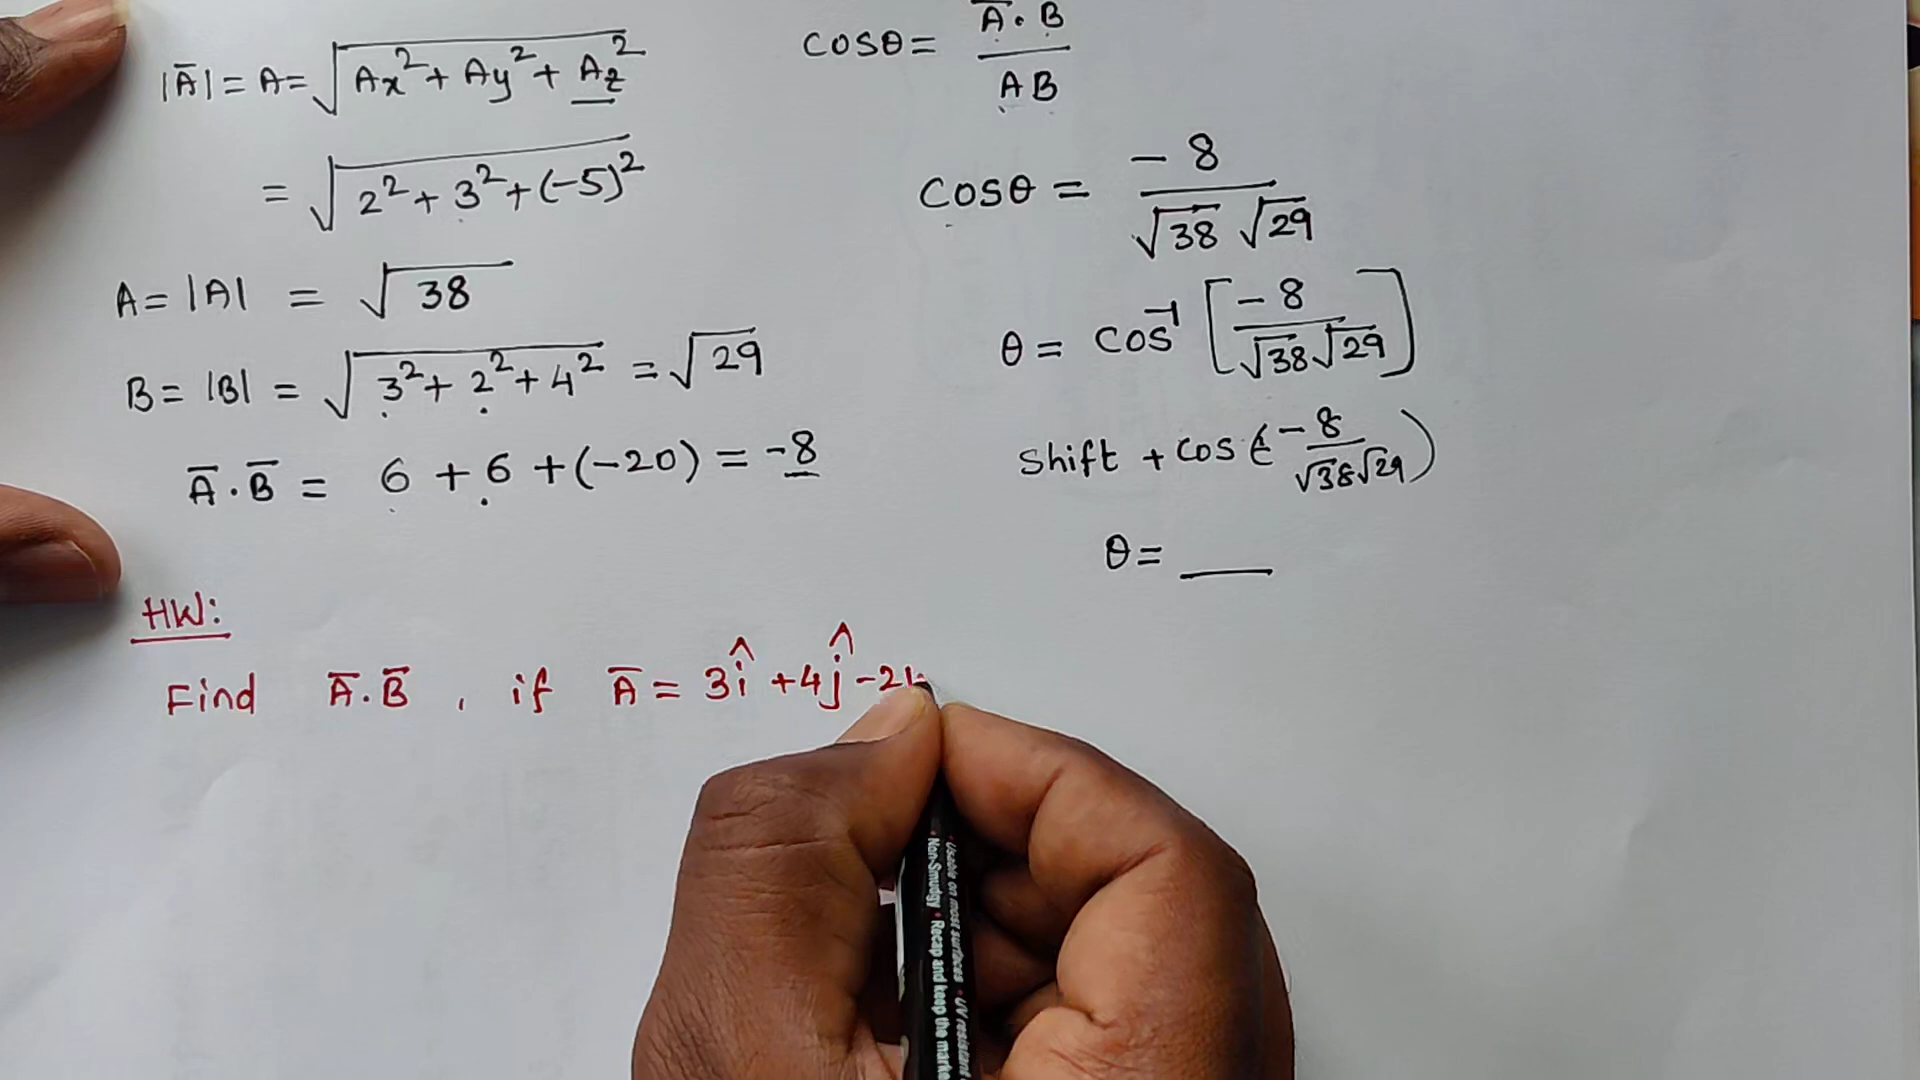 |A̅| = A = √(Ax² + Ay² + Az²)
= √(2² + 3² + (-5)²)
A = |A| = √38
B = |B| = √(3² + 2² + 4²) = √29
A̅ . B̅ = 6 + 6 + (-20) = -8
cosθ = A̅ . B / AB
cosθ = -8 / √38 √29
θ = cos⁻¹ [-8 / √38 √29]
shift + cos (-8 / √38 √29)
θ = __
HW:
Find A̅ . B̅ , if A̅ = 3î + 4ĵ - 2
Usable on most surfaces • UV resistant
Non-Smudgy • Recap and keep the marke